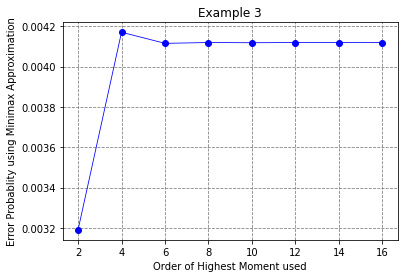 Example 3
Error Probablity using Minimax Approximation
0.0042
0.0040
0.0038
0.0036
0.0034
0.0032
2 4 6 8 10 12 14 16
Order of Highest Moment used